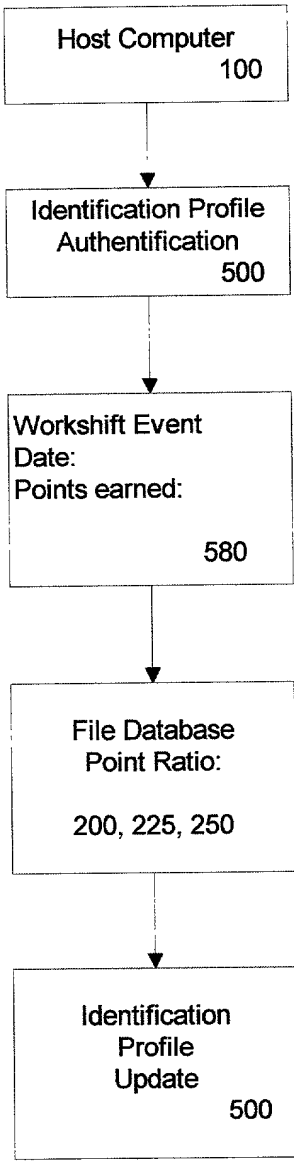 Host Computer
100
Identification Profile
Authentification
500
Workshift Event
Date:
Points earned:
580
File Database
Point Ratio:
200, 225, 250
Identification
Profile
Update
500